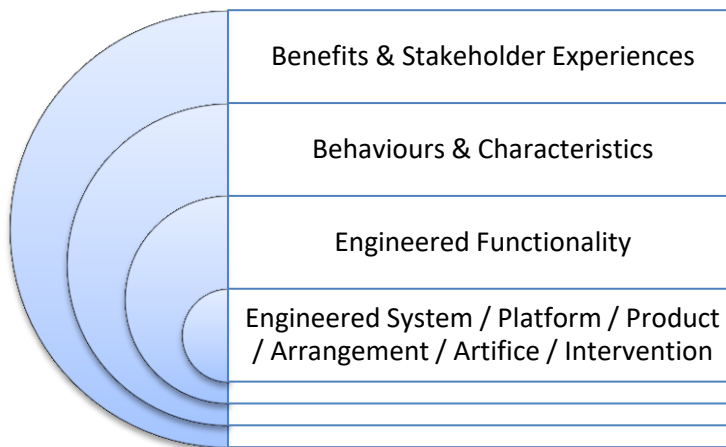 Benefits & Stakeholder Experiences
Behaviours & Characteristics
Engineered Functionality
Engineered System / Platform / Product
/ Arrangement / Artifice / Intervention